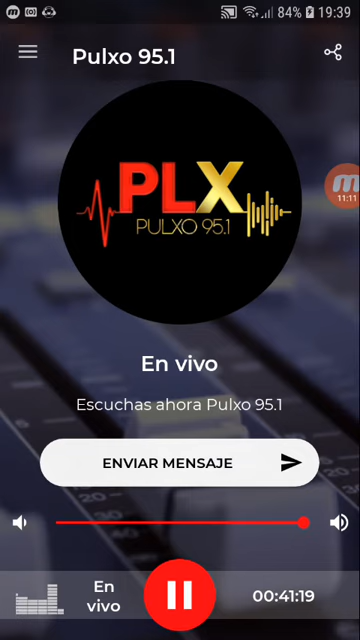 84% 19:39
Pulxo 95.1
PLX
PULXO 95.1
11:11
En vivo
Escuchas ahora Pulxo 95.1
ENVIAR MENSAJE
En
vivo
00:41:19